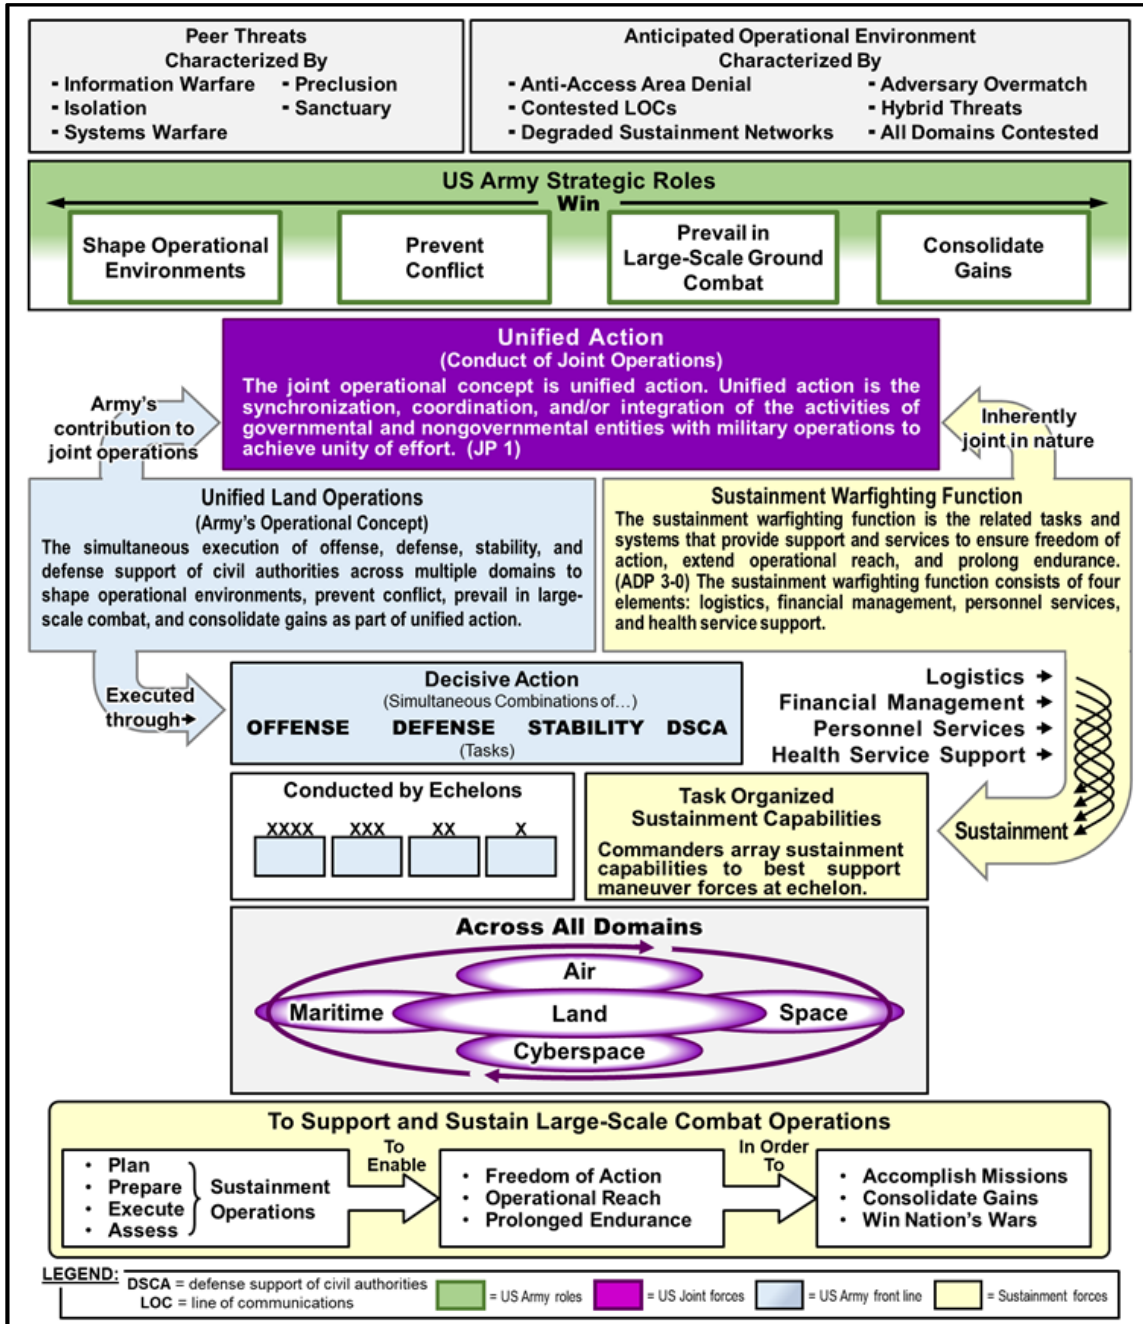 Peer Threats
Characterized By
- Information Warfare
- Isolation
- Systems Warfare
- Preclusion
- Sanctuary
Anticipated Operational Environment
Characterized By
- Anti-Access Area Denial
- Contested LOCs
- Degraded Sustainment Networks
- Adversary Overmatch
- Hybrid Threats
- All Domains Contested
US Army Strategic Roles
Win
Shape Operational
Environments
Prevent
Conflict
Prevail in
Large-Scale Ground
Combat
Consolidate
Gains
Unified Action
(Conduct of Joint Operations)
The joint operational concept is unified action. Unified action is the
synchronization, coordination, and/or integration of the activities of
governmental and nongovernmental entities with military operations to
achieve unity of effort. (JP 1)
Army's
contribution to
joint operations
Inherently
joint in nature
Unified Land Operations
(Army's Operational Concept)
The simultaneous execution of offense, defense, stability, and
defense support of civil authorities across multiple domains to
shape operational environments, prevent conflict, prevail in large-
scale combat, and consolidate gains as part of unified action.
Sustainment Warfighting Function
The sustainment warfighting function is the related tasks and
systems that provide support and services to ensure freedom of
action, extend operational reach, and prolong endurance.
(ADP 3-0) The sustainment warfighting function consists of four
elements: logistics, financial management, personnel services,
and health service support.
Executed
through
Decisive Action
(Simultaneous Combinations of...)
OFFENSE DEFENSE STABILITY DSCA
(Tasks)
Logistics
Financial Management
Personnel Services
Health Service Support
Sustainment
Conducted by Echelons
XXXX XXX XX X
Task Organized
Sustainment Capabilities
Commanders array sustainment
capabilities to best support
maneuver forces at echelon.
Across All Domains
Air
Maritime Land Space
Cyberspace
To Support and Sustain Large-Scale Combat Operations
• Plan
• Prepare
• Execute
• Assess
Sustainment
Operations
To
Enable
• Freedom of Action
• Operational Reach
• Prolonged Endurance
In Order
To
• Accomplish Missions
• Consolidate Gains
• Win Nation's Wars
LEGEND:
DSCA = defense support of civil authorities
LOC = line of communications
= US Army roles
= US Joint forces
= US Army front line
= Sustainment forces